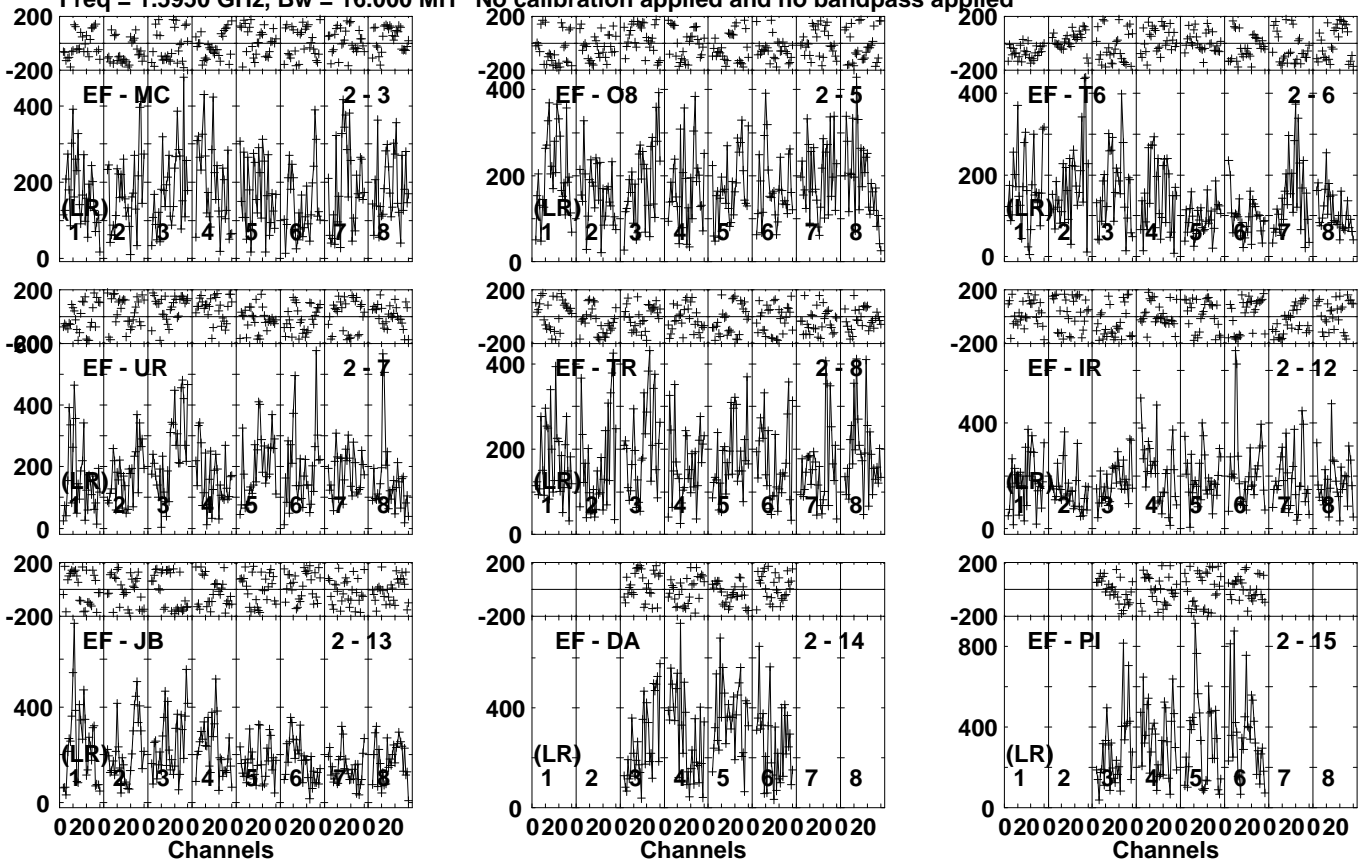 Freq = 1.5950 GHz, Bw = 16.000 MH No calibration applied and no bandpass applied
200 200 200
-200 -200 -200
EF - MC 2 - 3 EF - O8 2 - 5 EF - T6 2 - 6
400 400 400
200 200 200
(LR) (LR) (LR)
1 2 3 4 5 6 7 8 1 2 3 4 5 6 7 8 1 2 3 4 5 6 7 8
0 0 0
200 200 200
-200 -200
600
EF - UR 2 - 7 EF - TR 2 - 8 EF - IR 2 - 12
400 400 400
200 200
(LR) (LR) (LR)
1 2 3 4 5 6 7 8 1 2 3 4 5 6 7 8 1 2 3 4 5 6 7 8
0 0 0
200 200 200
-200 -200 -200
EF - JB 2 - 13 EF - DA 2 - 14 EF - PI 2 - 15
800
400 400 400
(LR) (LR) (LR)
1 2 3 4 5 6 7 8 1 2 3 4 5 6 7 8 1 2 3 4 5 6 7 8
0 0 0
0 20 0 20 0 20 0 20 0 20 0 20 0 20 0 20 0 20 0 20 0 20 0 20 0 20 0 20 0 20 0 20 0 20 0 20 0 20 0 20 0 20 0 20 0 20 0 20
Channels Channels Channels